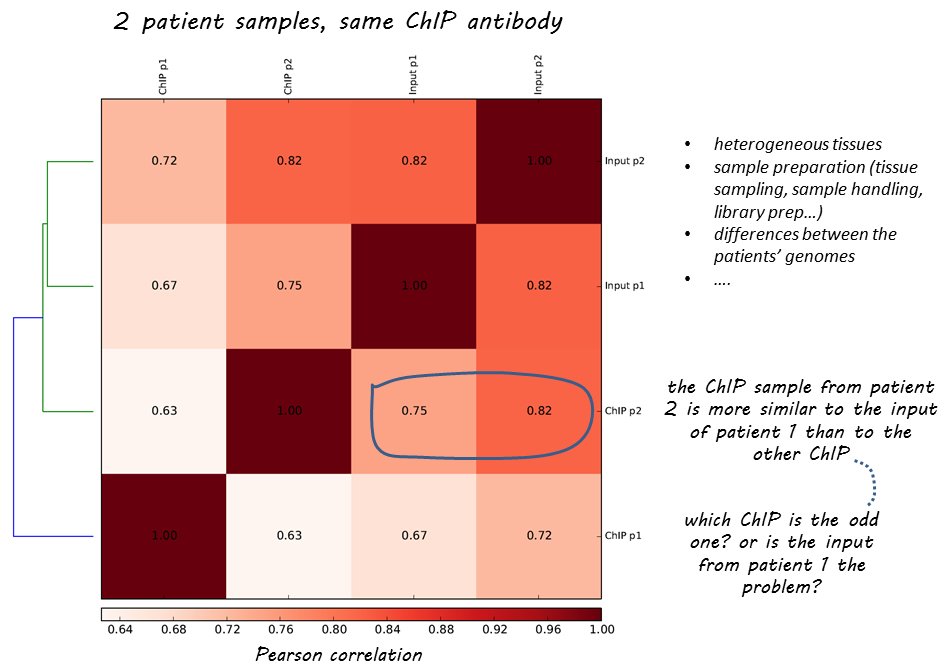 2 patient samples, same ChIP antibody
ChIP p1
ChIP p2
Input p1
Input p2
0.72 0.82 0.82 1.00 Input p2
0.67 0.75 1.00 0.82 Input p1
0.63 1.00 0.75 0.82 ChIP p2
1.00 0.63 0.67 0.72 ChIP p1
0.64 0.68 0.72 0.76 0.80 0.84 0.88 0.92 0.96 1.00
Pearson correlation
• heterogeneous tissues
• sample preparation (tissue
sampling, sample handling,
library prep...)
• differences between the
patients' genomes
• ....
the ChIP sample from patient
2 is more similar to the input
of patient 1 than to the
other ChIP
which ChIP is the odd
one? or is the input
from patient 1 the
problem?